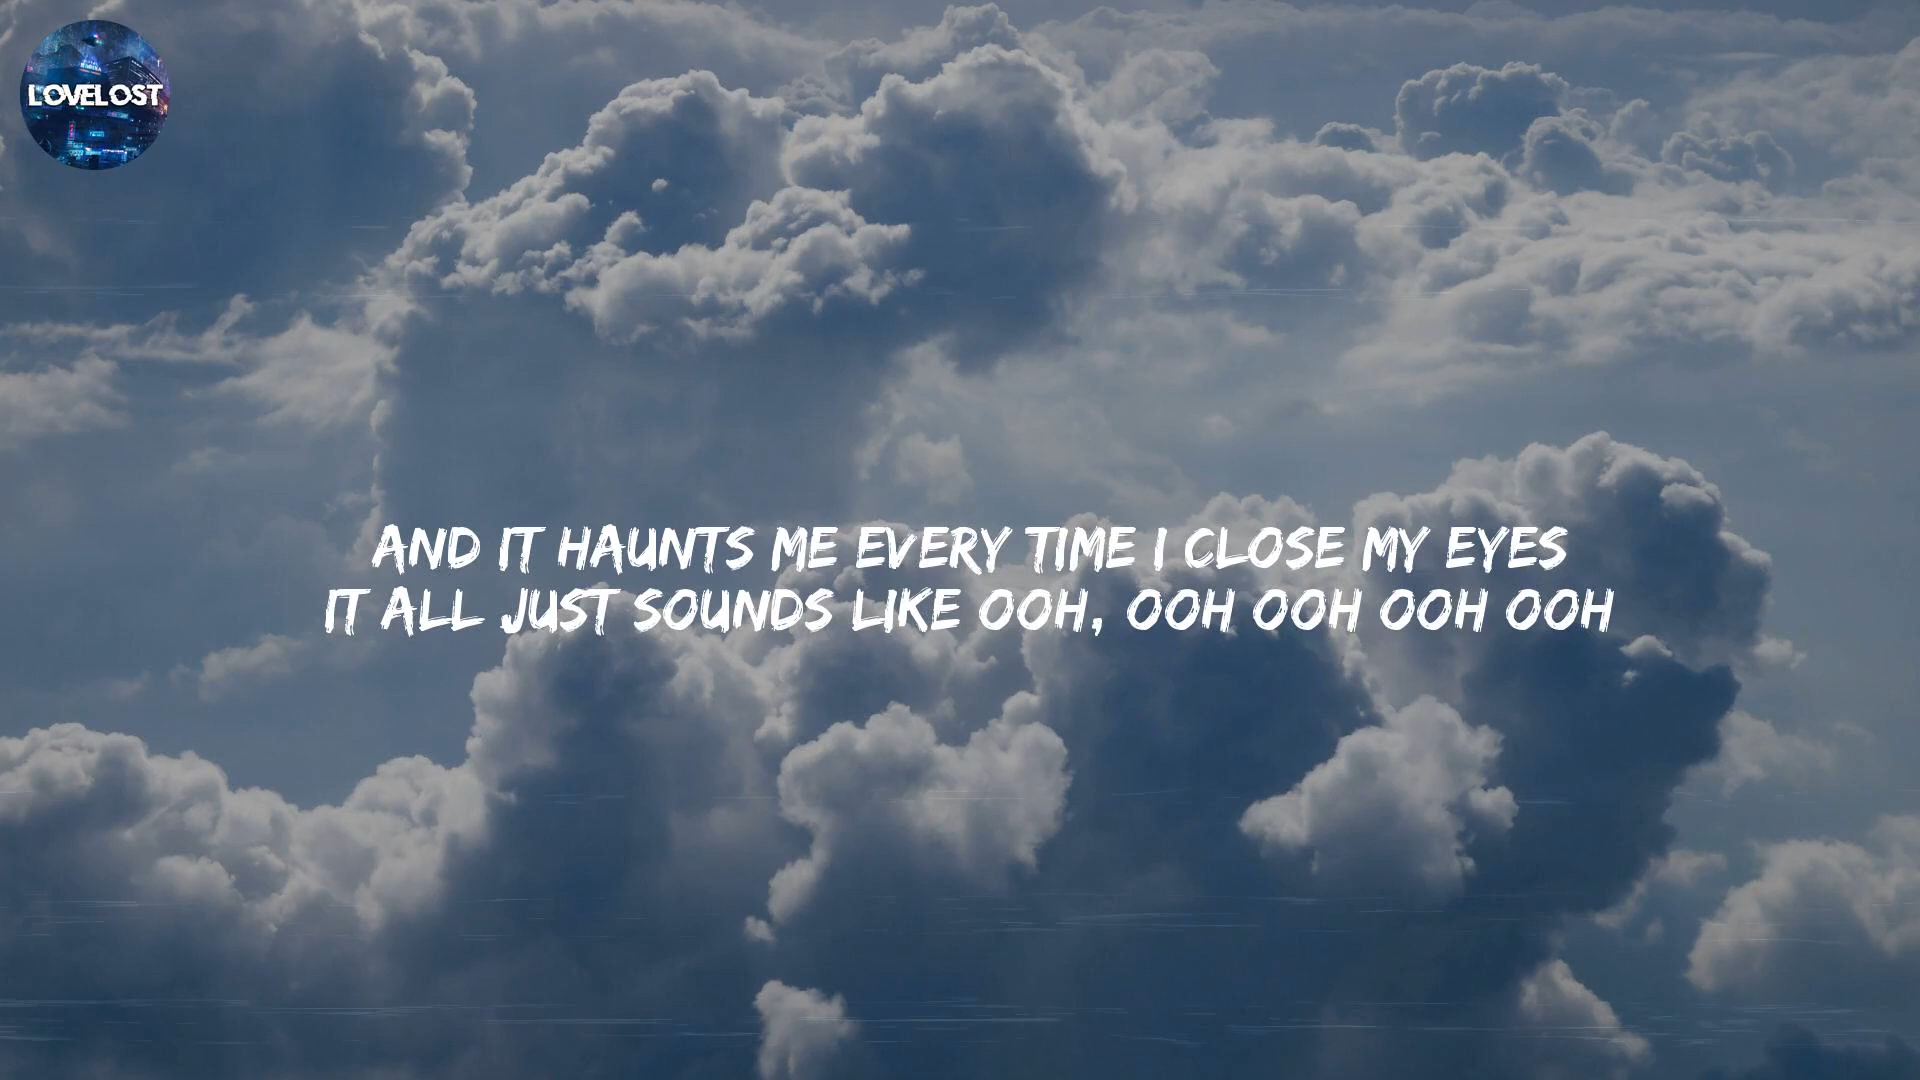 LOVELOST
AND IT HAUNTS ME EVERY TIME I CLOSE MY EYES
IT ALL JUST SOUNDS LIKE OOH, OOH OOH OOH OOH